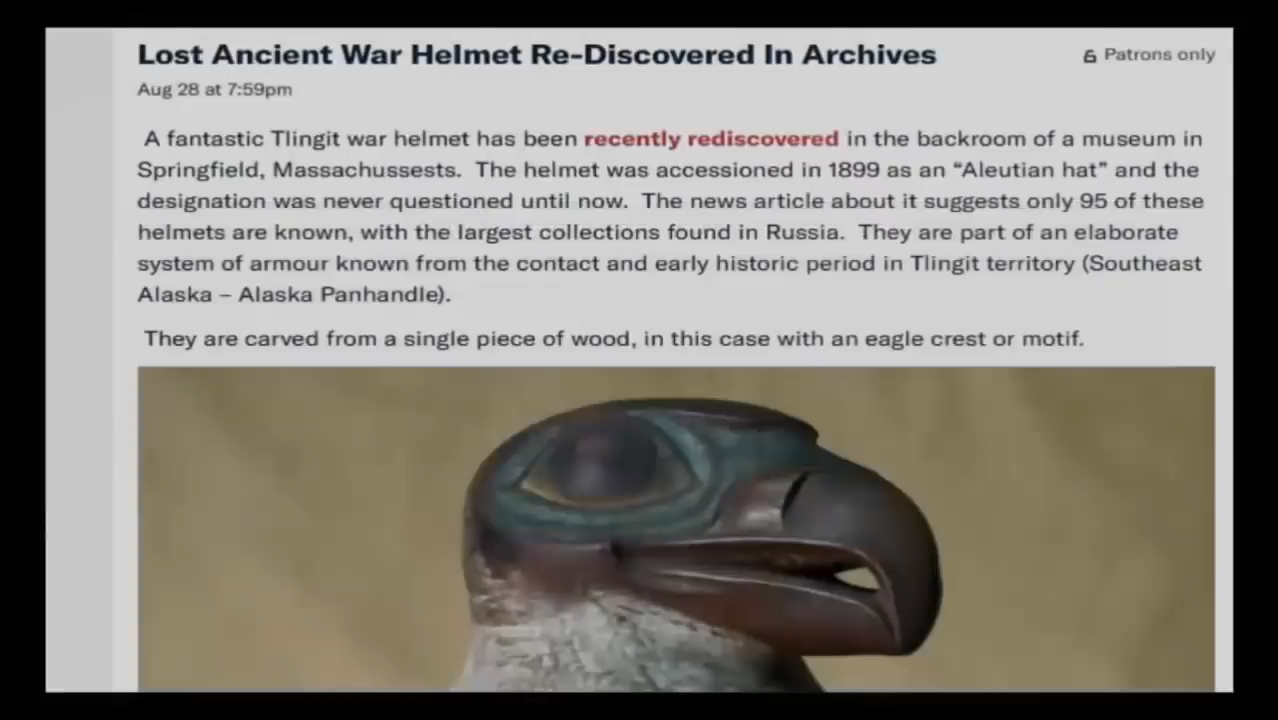 Lost Ancient War Helmet Re-Discovered In Archives
Patrons only
Aug 28 at 7:59pm
A fantastic Tlingit war helmet has been recently rediscovered in the backroom of a museum in
Springfield, Massachussests. The helmet was accessioned in 1899 as an “Aleutian hat” and the
designation was never questioned until now. The news article about it suggests only 95 of these
helmets are known, with the largest collections found in Russia. They are part of an elaborate
system of armour known from the contact and early historic period in Tlingit territory (Southeast
Alaska – Alaska Panhandle).
They are carved from a single piece of wood, in this case with an eagle crest or motif.